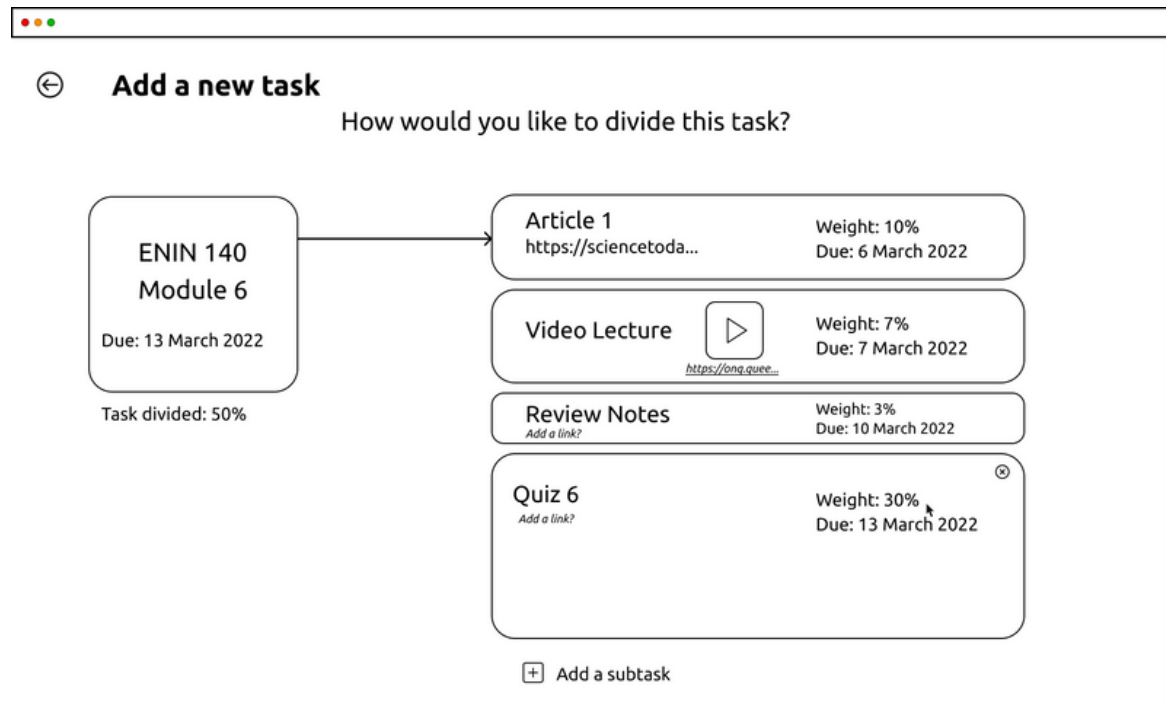 Add a new task
How would you like to divide this task?
ENIN 140
Module 6
Due: 13 March 2022
Task divided: 50%
Article 1
https://sciencetoda...
Weight: 10%
Due: 6 March 2022
Video Lecture
https://onq.quee...
Weight: 7%
Due: 7 March 2022
Review Notes
Add a link?
Weight: 3%
Due: 10 March 2022
Quiz 6
Add a link?
Weight: 30%
Due: 13 March 2022
Add a subtask